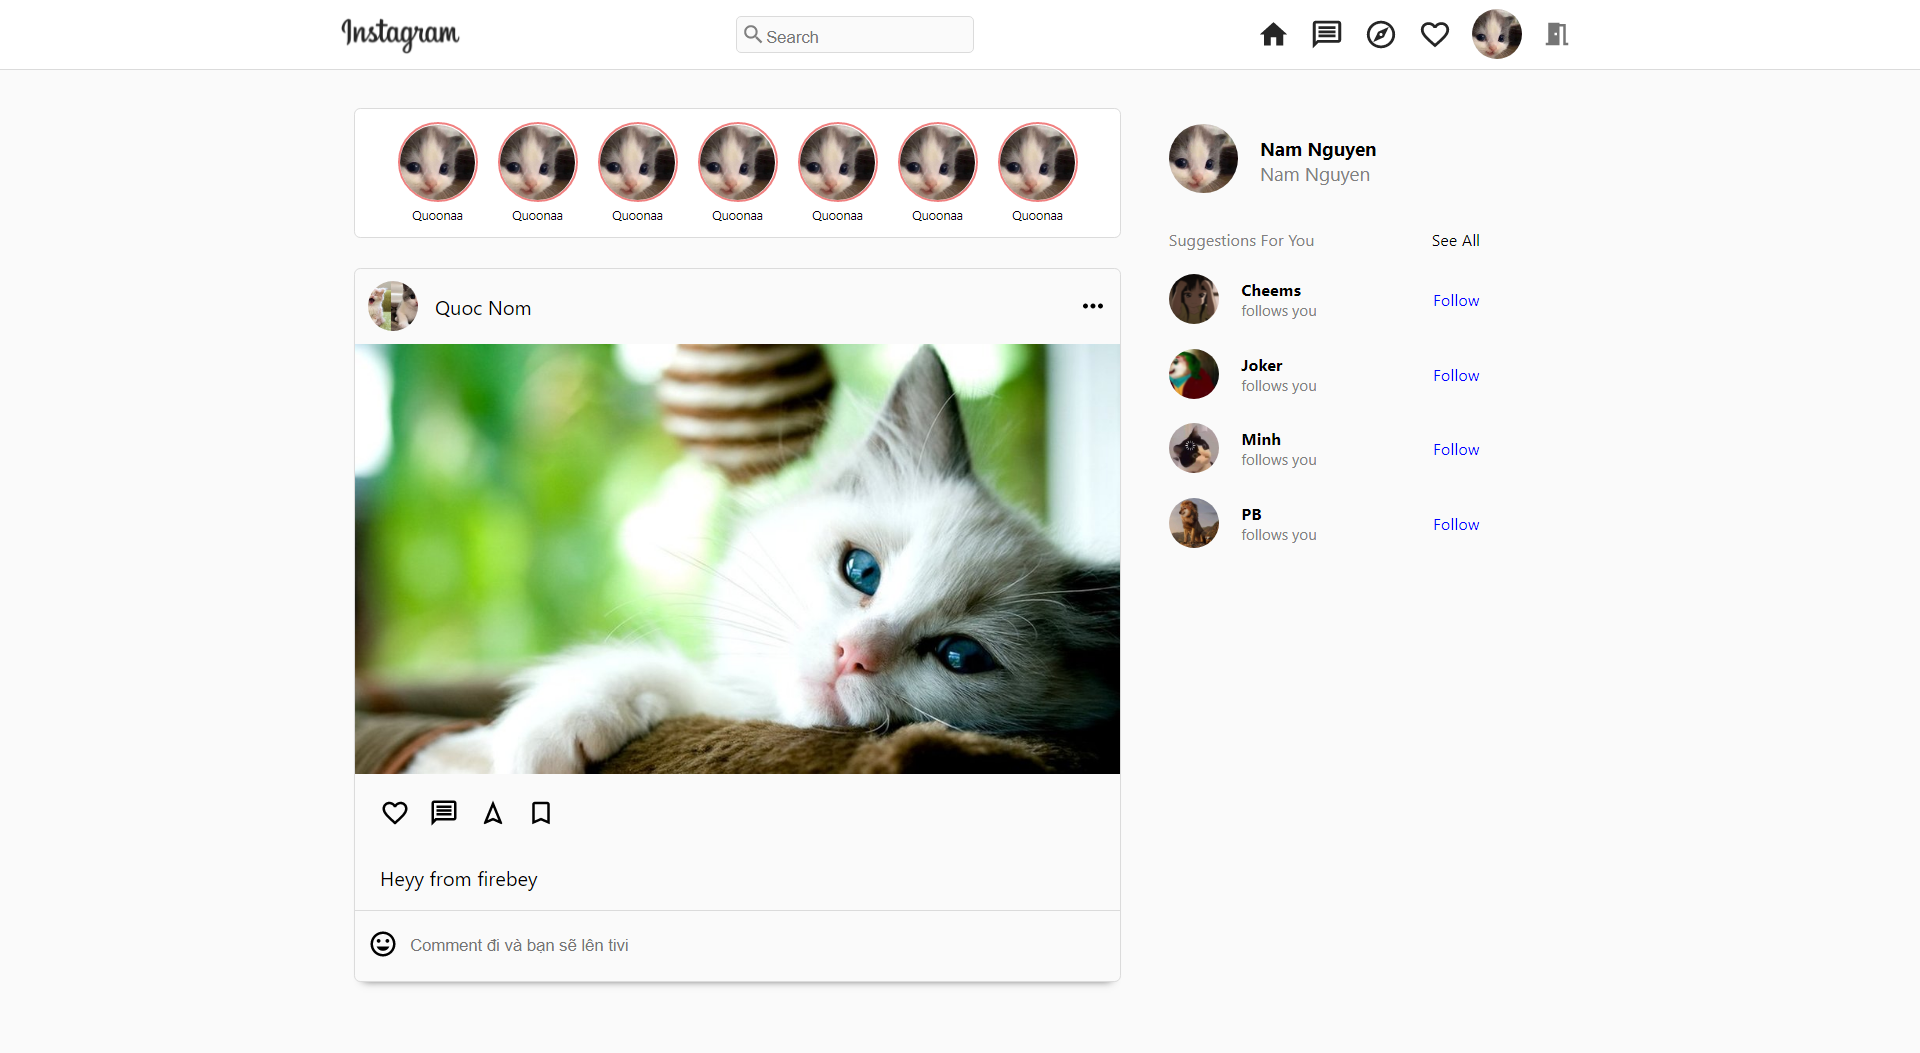 Instagram
Search
Quoonaa Quoonaa Quoonaa Quoonaa Quoonaa Quoonaa Quoonaa
Quoc Nom
Heyy from firebey
Comment đi và bạn sẽ lên tivi
Nam Nguyen
Nam Nguyen
Suggestions For You See All
Cheems
follows you
Follow
Joker
follows you
Follow
Minh
follows you
Follow
PB
follows you
Follow